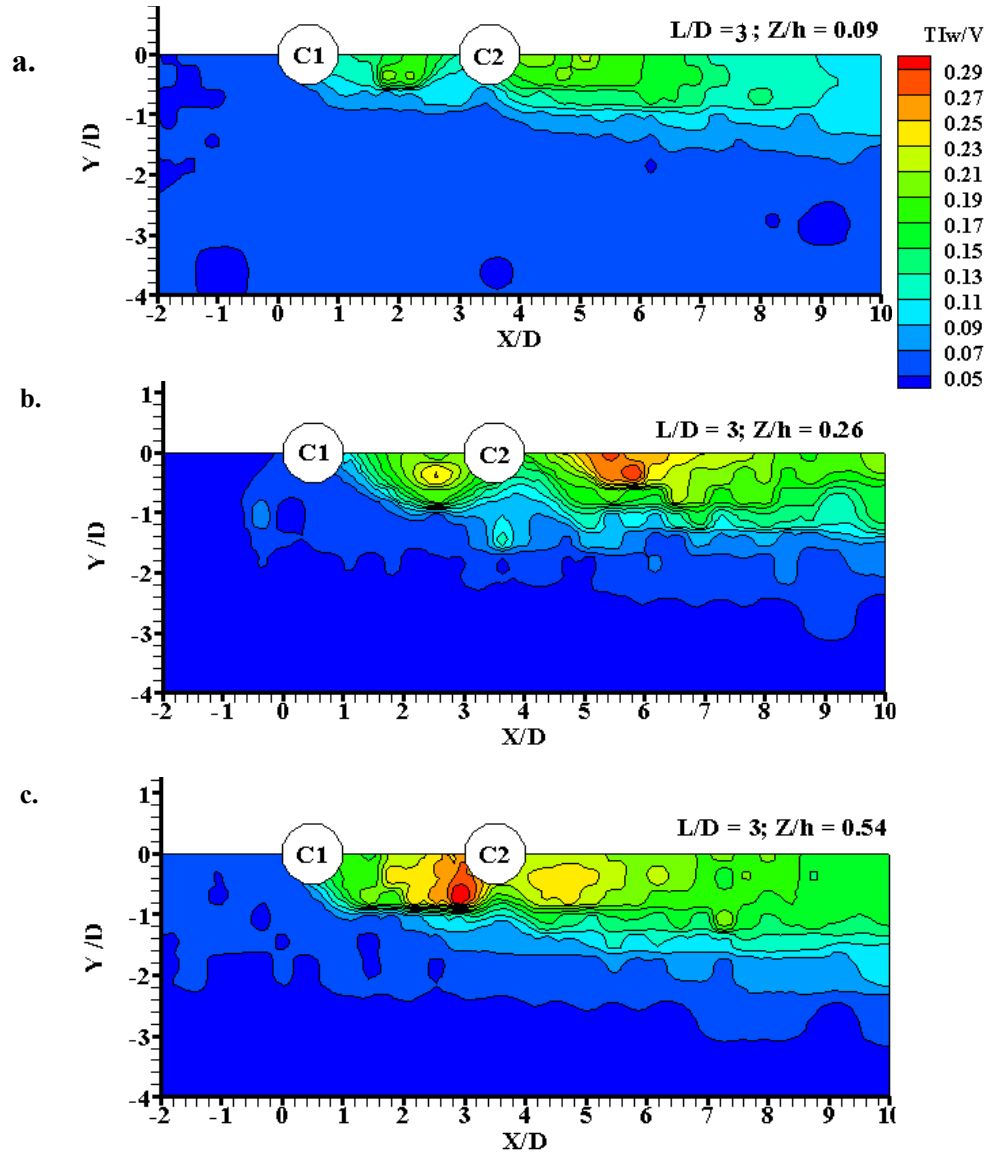 a.
L/D =3 ; Z/h = 0.09
TIw/V
C1 C2
0
-1
-2
-3
-4
Y /D
-2 -1 0 1 2 3 4 5 6 7 8 9 10
X/D
0.29
0.27
0.25
0.23
0.21
0.19
0.17
0.15
0.13
0.11
0.09
0.07
0.05
b.
L/D = 3; Z/h = 0.26
C1 C2
1
0
-1
-2
-3
-4
Y /D
-2 -1 0 1 2 3 4 5 6 7 8 9 10
X/D
c.
L/D = 3; Z/h = 0.54
C1 C2
1
0
-1
-2
-3
-4
Y /D
-2 -1 0 1 2 3 4 5 6 7 8 9
X/D